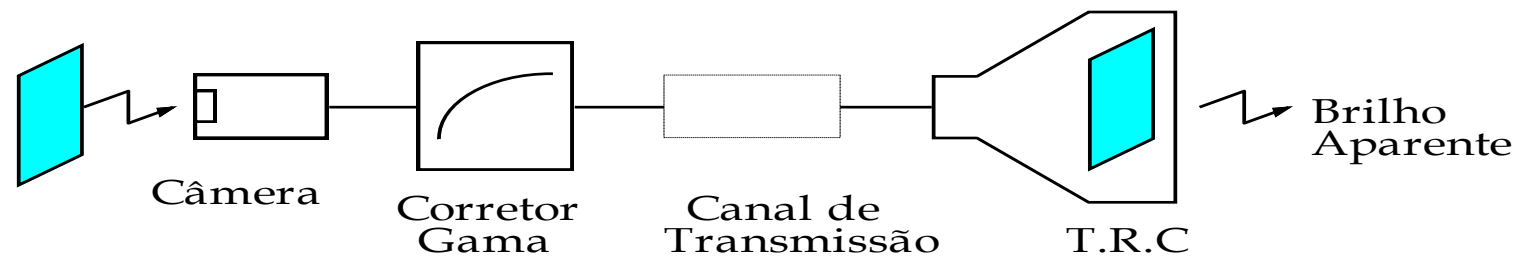 Câmera
Corretor
Gama
Canal de
Transmissão
T.R.C
Brilho
Aparente